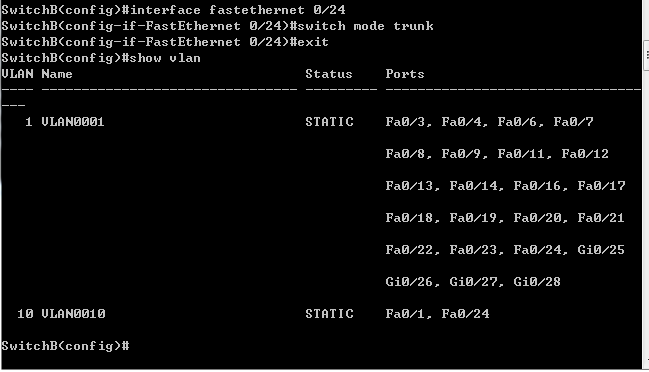 SwitchB(config)#interface fastethernet 0/24
SwitchB(config-if-FastEthernet 0/24)#switch mode trunk
SwitchB(config-if-FastEthernet 0/24)#exit
SwitchB(config)#show vlan
VLAN Name                             Status    Ports
---- -------------------------------- --------- --------------------------------
---
   1 VLAN0001                         STATIC    Fa0/3, Fa0/4, Fa0/6, Fa0/7
                                                Fa0/8, Fa0/9, Fa0/11, Fa0/12
                                                Fa0/13, Fa0/14, Fa0/16, Fa0/17
                                                Fa0/18, Fa0/19, Fa0/20, Fa0/21
                                                Fa0/22, Fa0/23, Fa0/24, Gi0/25
                                                Gi0/26, Gi0/27, Gi0/28
  10 VLAN0010                         STATIC    Fa0/1, Fa0/24
SwitchB(config)#